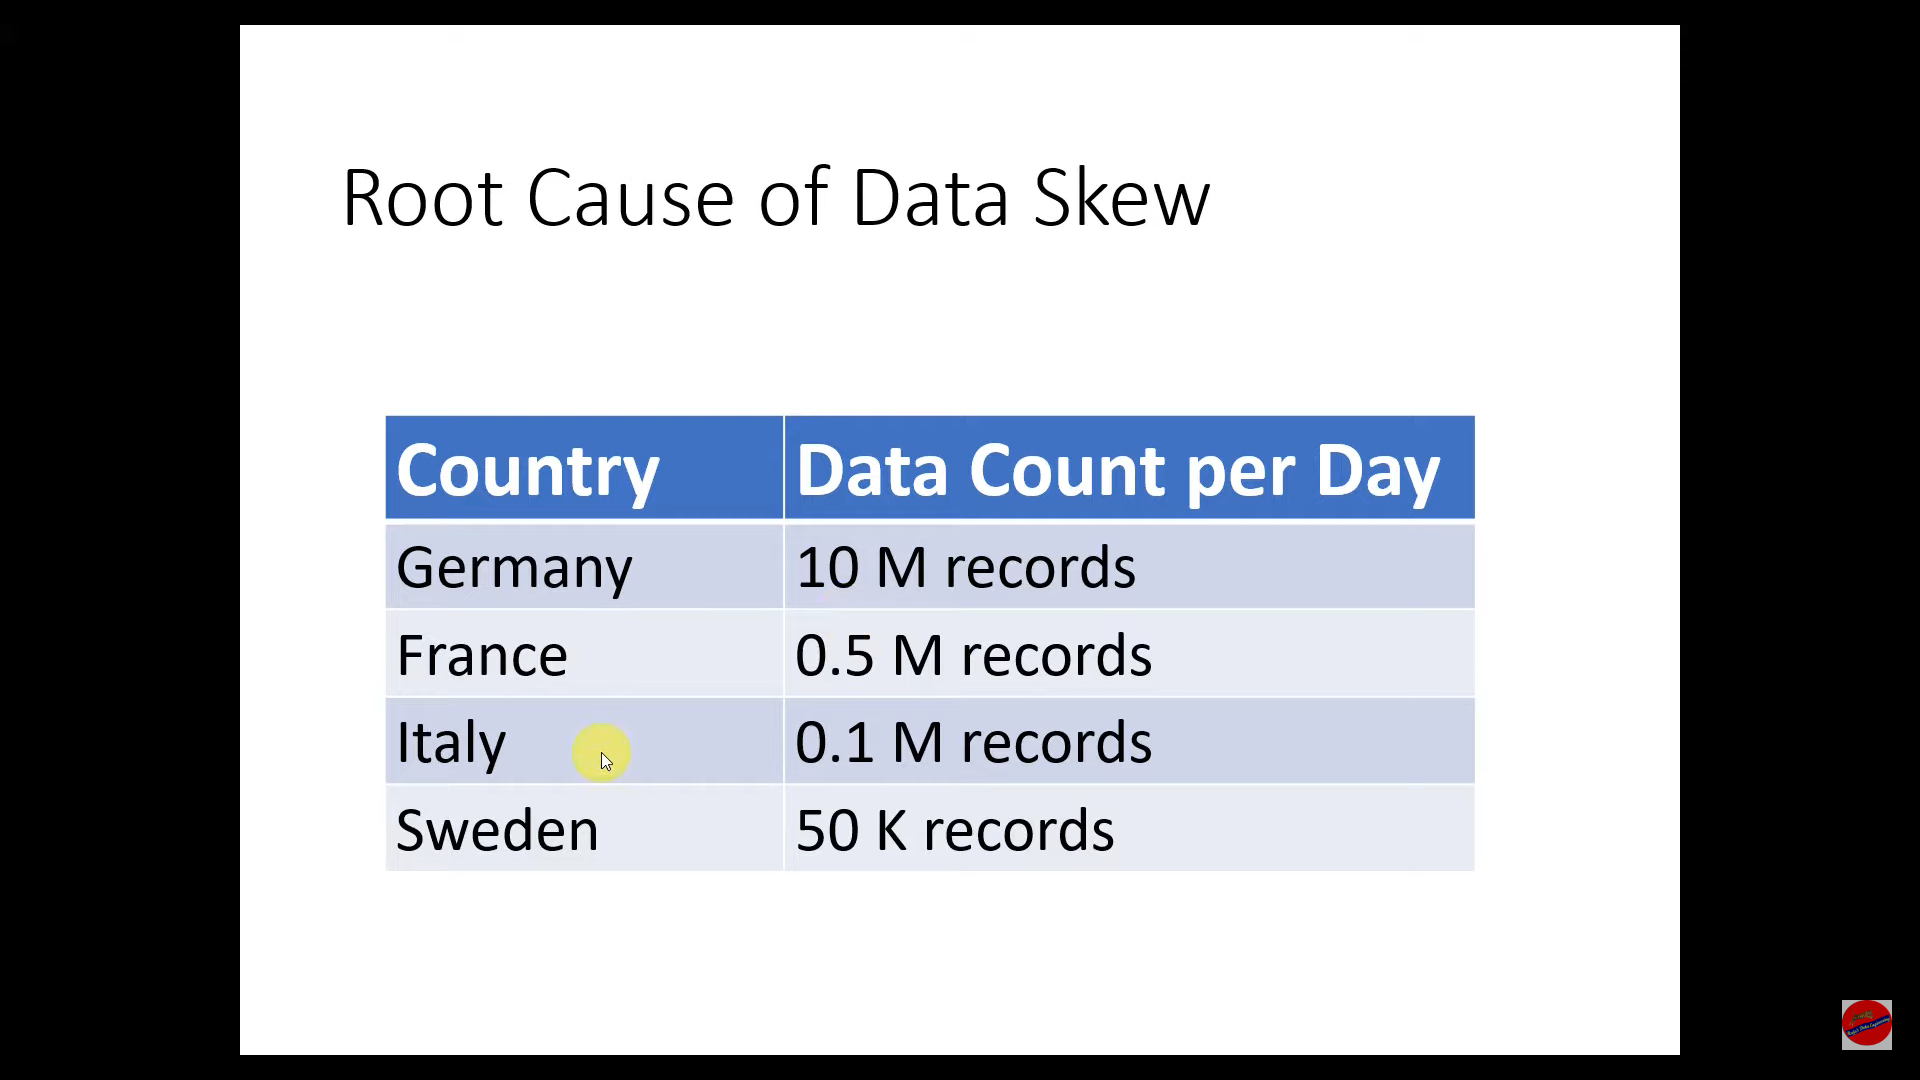 Root Cause of Data Skew
Country Data Count per Day
Germany 10 M records
France 0.5 M records
Italy 0.1 M records
Sweden 50 K records